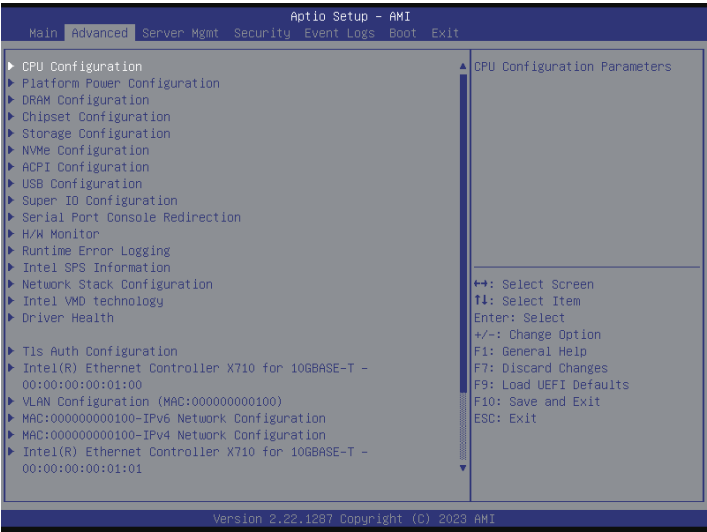 Aptio Setup – AMI
Main Advanced Server Mgmt Security Event Logs Boot Exit
CPU Configuration
Platform Power Configuration
DRAM Configuration
Chipset Configuration
Storage Configuration
NVMe Configuration
ACPI Configuration
USB Configuration
Super IO Configuration
Serial Port Console Redirection
H/W Monitor
Runtime Error Logging
Intel SPS Information
Network Stack Configuration
Intel VMD technology
Driver Health
Tls Auth Configuration
Intel(R) Ethernet Controller X710 for 10GBASE-T –
00:00:00:00:01:00
VLAN Configuration (MAC:000000000100)
MAC:000000000100-IPv6 Network Configuration
MAC:000000000100-IPv4 Network Configuration
Intel(R) Ethernet Controller X710 for 10GBASE-T –
00:00:00:00:01:01
CPU Configuration Parameters
↔: Select Screen
↑↓: Select Item
Enter: Select
+/-: Change Option
F1: General Help
F7: Discard Changes
F9: Load UEFI Defaults
F10: Save and Exit
ESC: Exit
Version 2.22.1287 Copyright (C) 2023 AMI